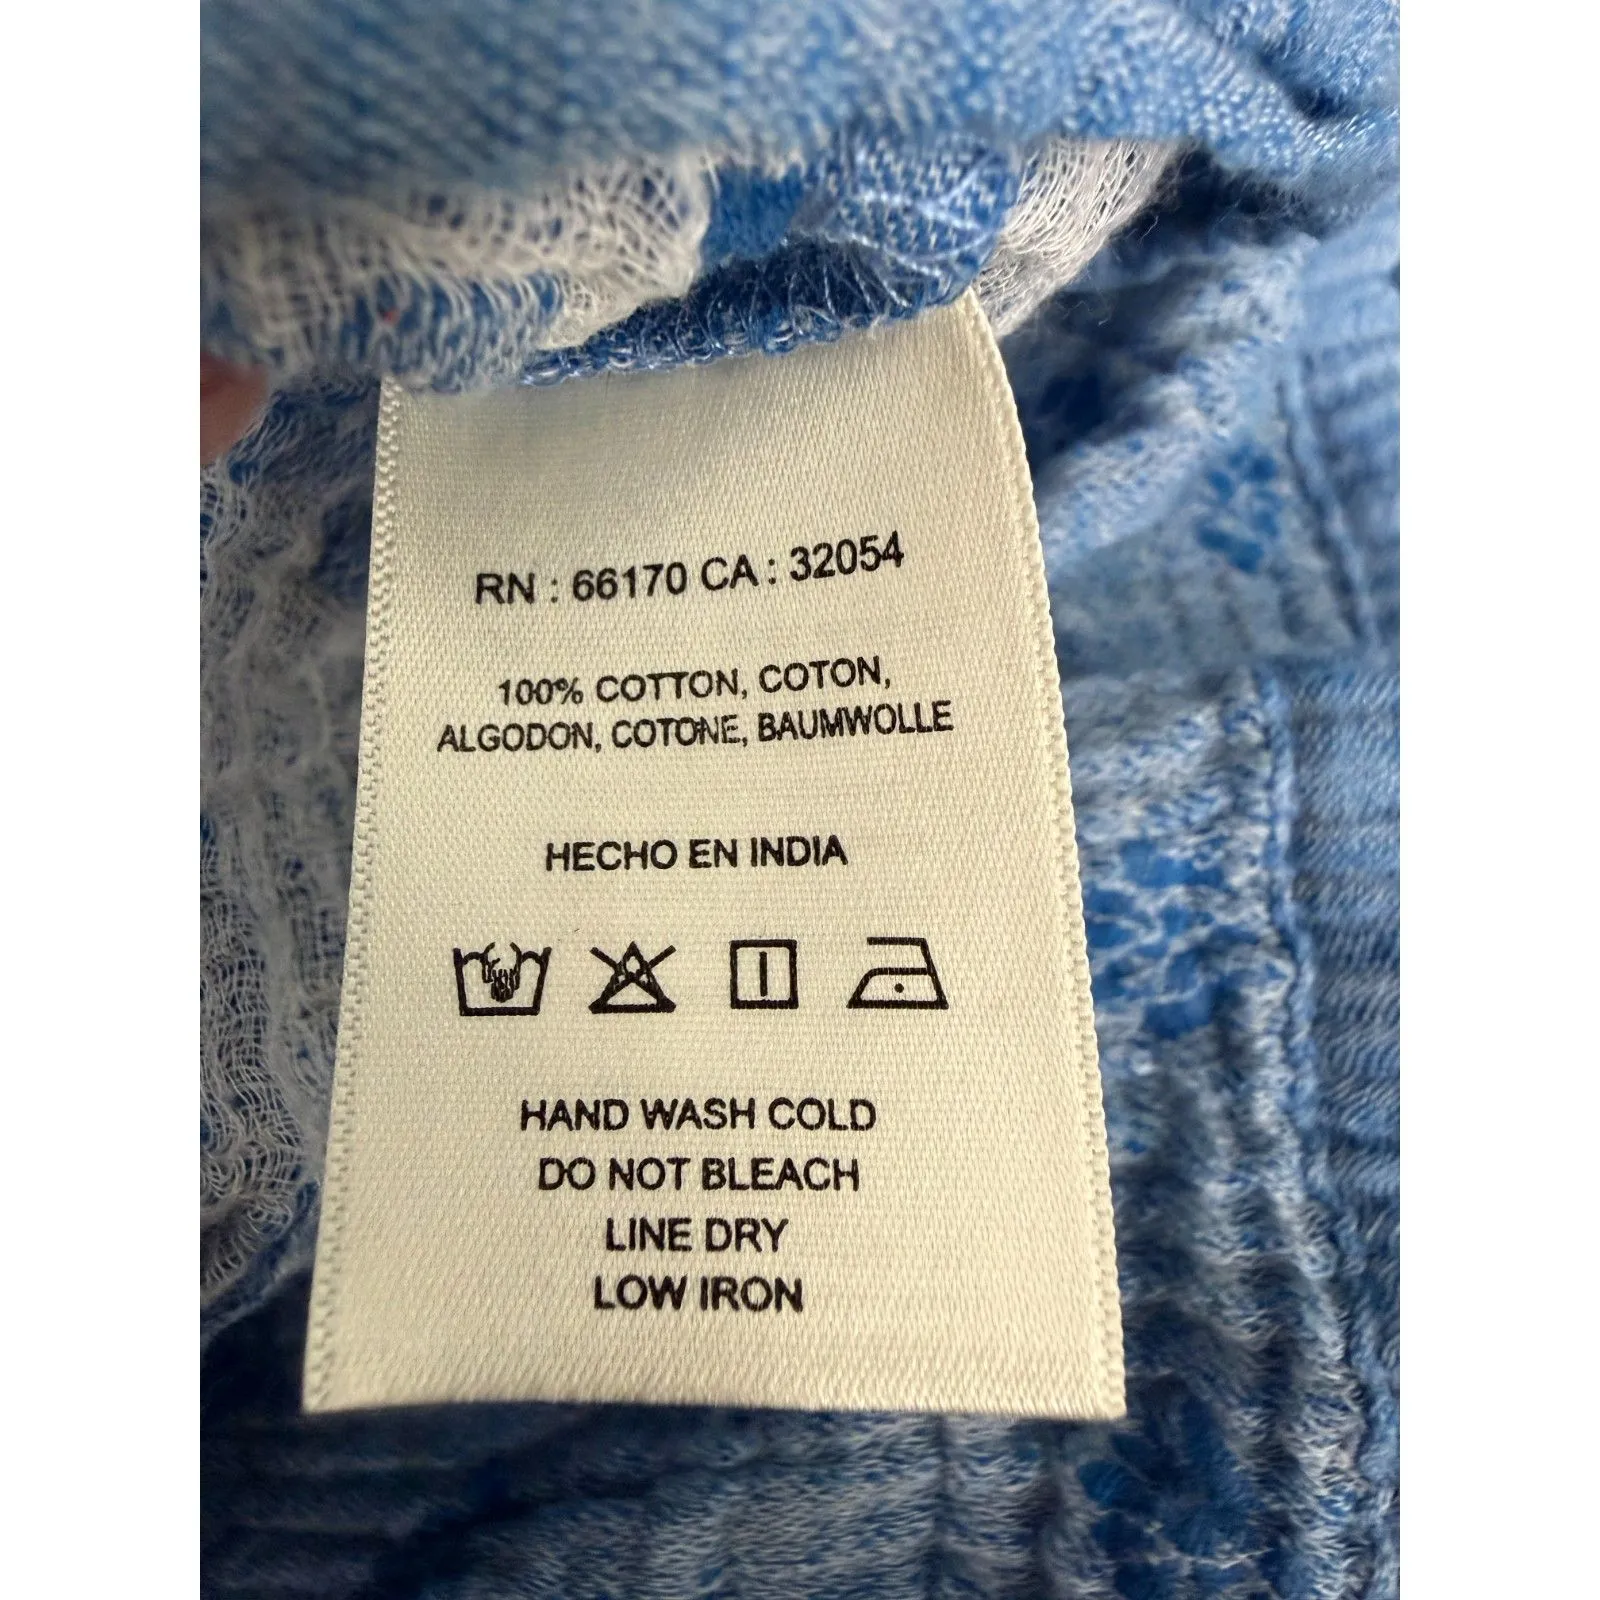 RN : 66170 CA : 32054
100% COTTON, COTON,
ALGODON, COTONE, BAUMWOLLE
HECHO EN INDIA
HAND WASH COLD
DO NOT BLEACH
LINE DRY
LOW IRON